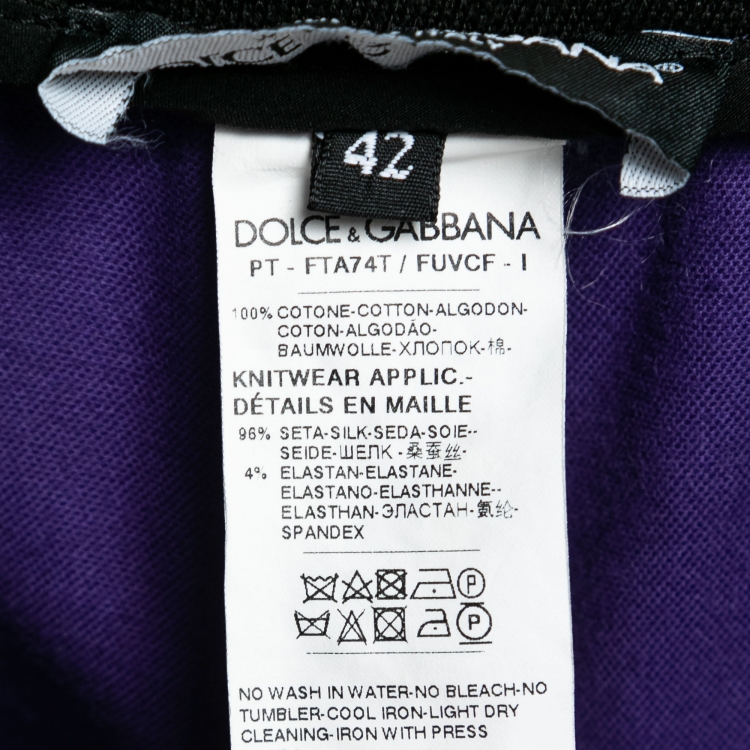 42
DOLCE & GABBANA
PT - FTA74T / FUVCF - I
100% COTONE-COTTON-ALGODON-
COTON-ALGODÃO-
BAUMWOLLE-ХЛОПОК-棉-
KNITWEAR APPLIC.-
DÉTAILS EN MAILLE
96% SETA-SILK-SEDA-SOIE--
SEIDE-ШЕЛК -桑蚕丝-
4% ELASTAN-ELASTANE-
ELASTANO-ELASTHANNE--
ELASTHAN-ЭЛАСТАН-氨纶-
SPANDEX
P
P
NO WASH IN WATER-NO BLEACH-NO
TUMBLER-COOL IRON-LIGHT DRY
CLEANING-IRON WITH PRESS